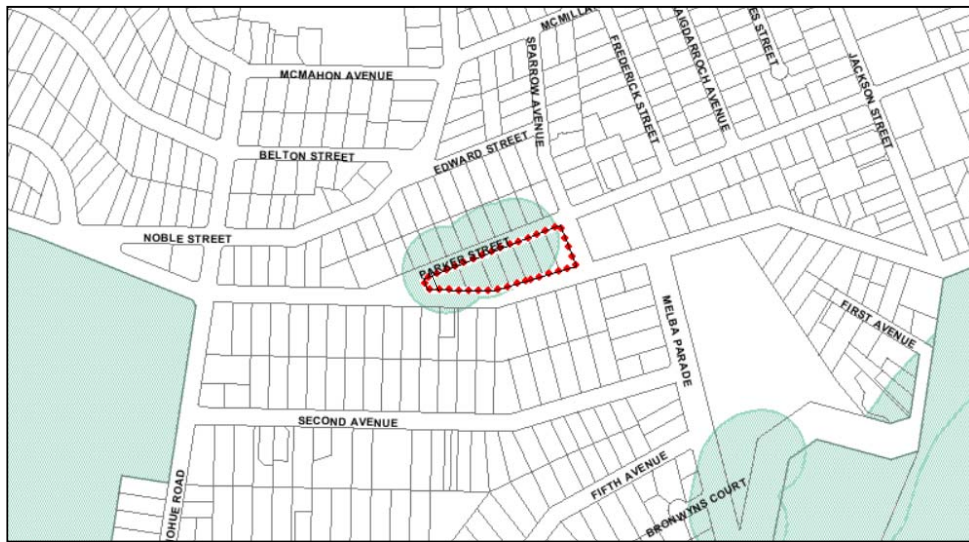 MCMAHON AVENUE
SPARROW AVENUE
FREDERICK STREET
JACKSON STREET
BELTON STREET
EDWARD STREET
NOBLE STREET
PARKER STREET
MELBA PARADE
FIRST AVENUE
SECOND AVENUE
FIFTH AVENUE
BRONWYNS COURT